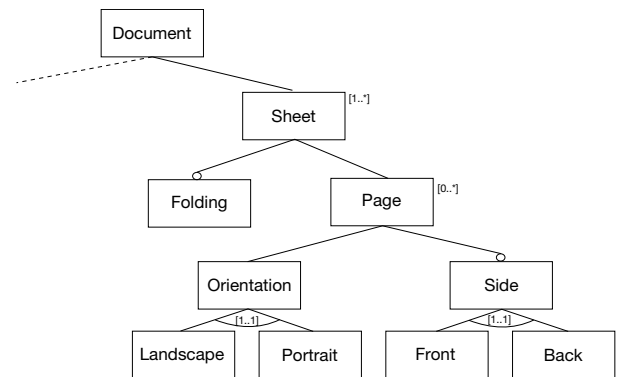 Document
[1..*]
Sheet
Folding
Page
[0..*]
Orientation
Side
[1..1]
[1..1]
Landscape
Portrait
Front
Back